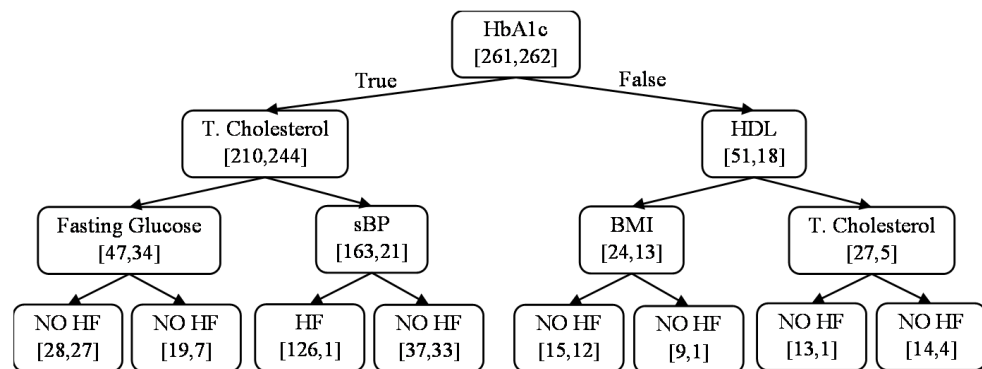 HbA1c
[261,262]
True
False
T. Cholesterol
[210,244]
HDL
[51,18]
Fasting Glucose
[47,34]
sBP
[163,21]
BMI
[24,13]
T. Cholesterol
[27,5]
NO HF
[28,27]
NO HF
[19,7]
HF
[126,1]
NO HF
[37,33]
NO HF
[15,12]
NO HF
[9,1]
NO HF
[13,1]
NO HF
[14,4]